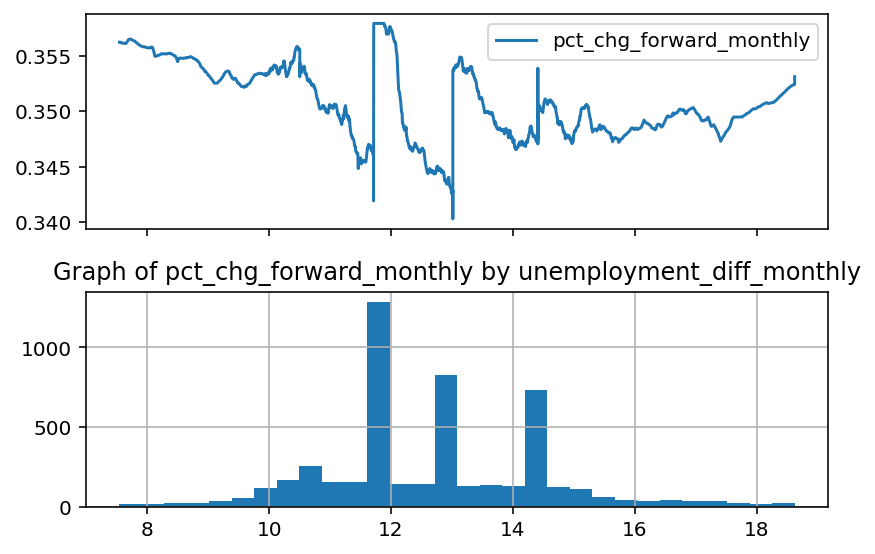 pct_chg_forward_monthly
0.355
0.350
0.345
0.340
Graph of pct_chg_forward_monthly by unemployment_diff_monthly
1000
500
0
8 10 12 14 16 18